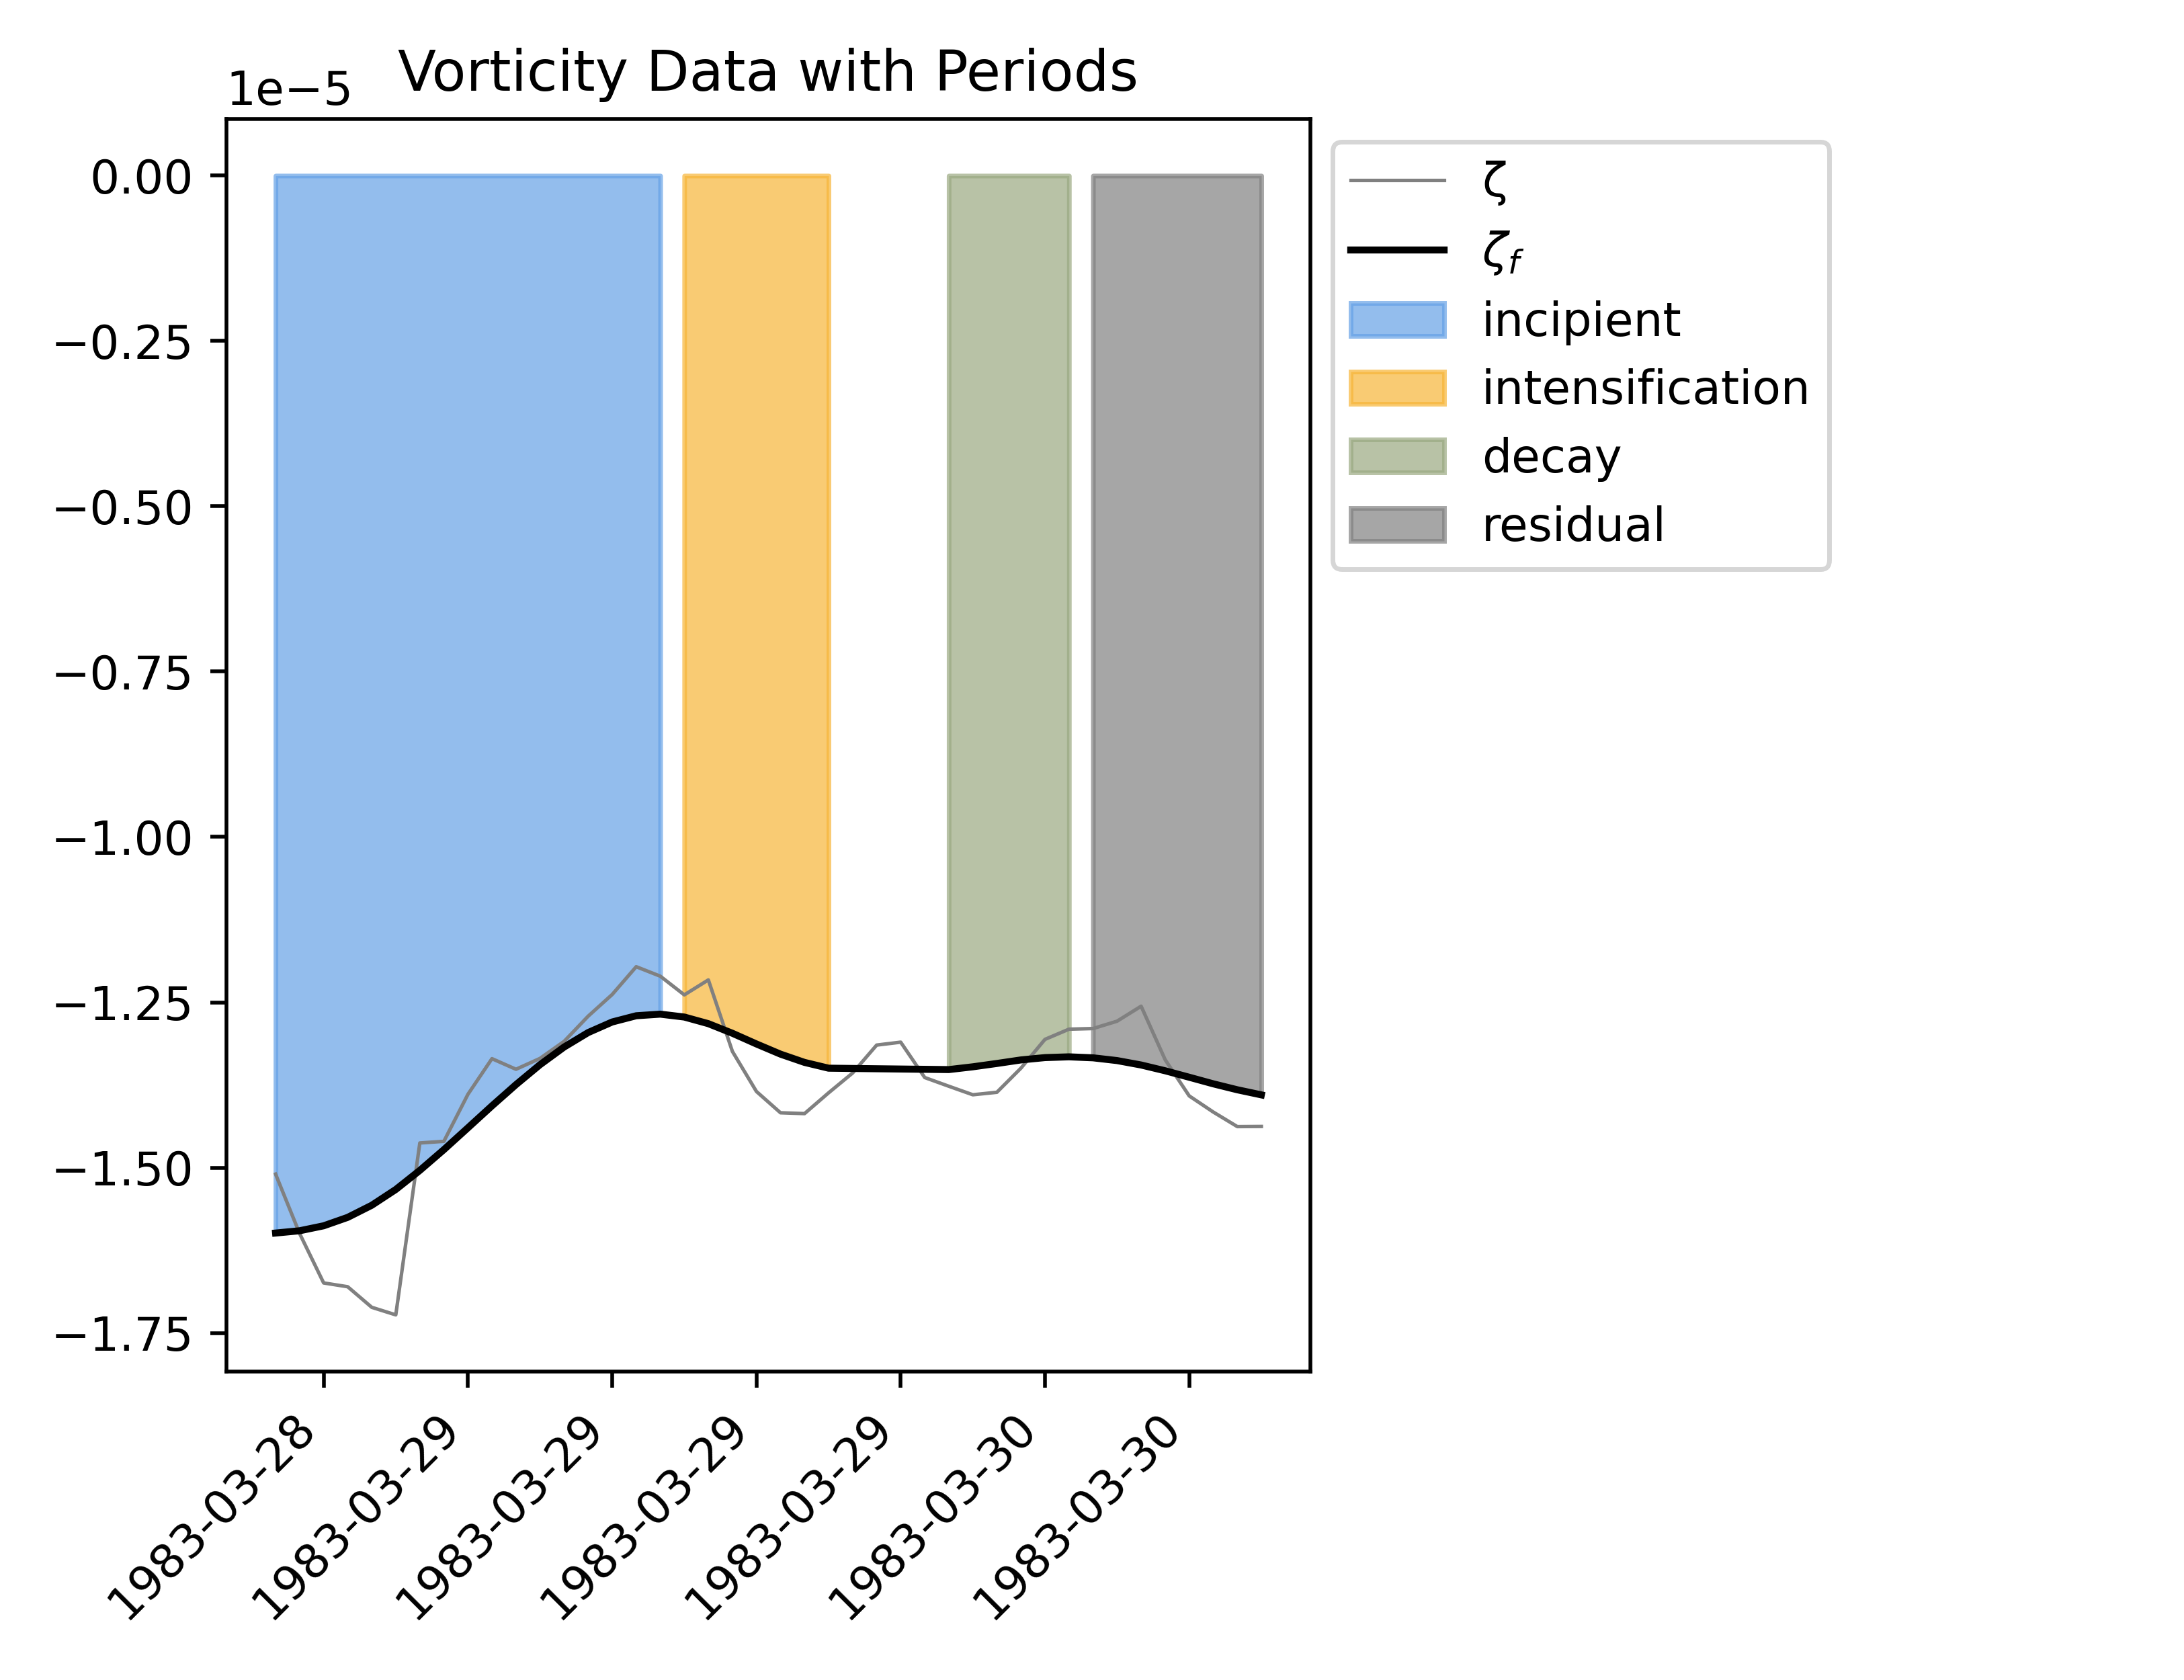 Vorticity Data with Periods
1e−5
0.00
−0.25
−0.50
−0.75
−1.00
−1.25
−1.50
−1.75
1983-03-28
1983-03-29
1983-03-29
1983-03-29
1983-03-29
1983-03-30
1983-03-30
ζ
ζ_f
incipient
intensification
decay
residual